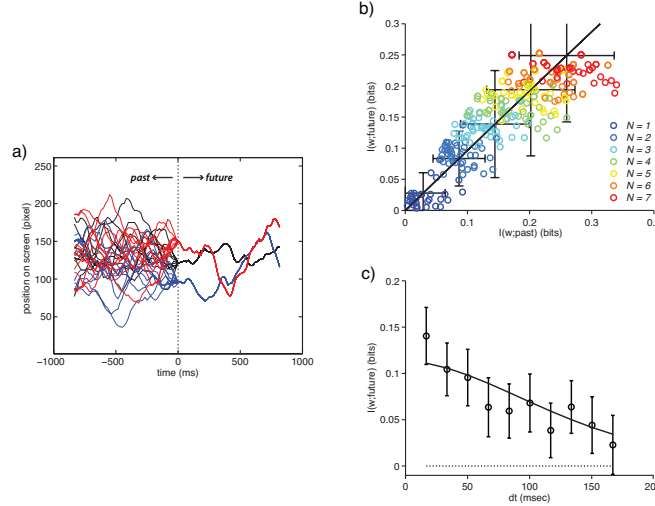 a)
past
future
position on screen (pixel)
250
200
150
100
50
−1000
−500
0
500
1000
time (ms)
b)
I(w;future) (bits)
0.3
0.25
0.2
0.15
0.1
0.05
0
0
0.1
0.2
0.3
0.4
I(w;past) (bits)
N = 1
N = 2
N = 3
N = 4
N = 5
N = 6
N = 7
c)
I(w;future) (bits)
0.2
0.15
0.1
0.05
0
0
50
100
150
20
dt (msec)